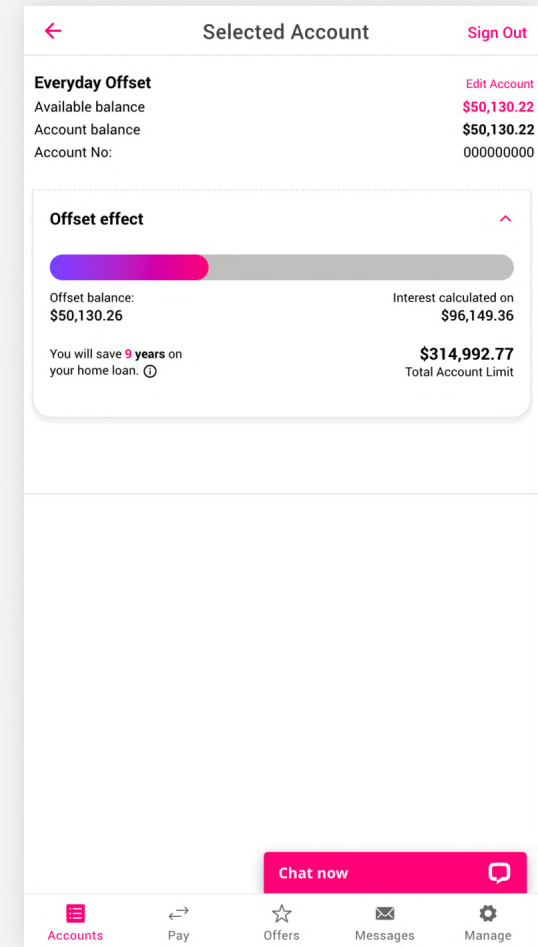 Selected Account
Sign Out
Everyday Offset
Edit Account
Available balance
$50,130.22
Account balance
$50,130.22
Account No:
000000000
Offset effect
Offset balance:
$50,130.26
Interest calculated on
$96,149.36
You will save 9 years on
your home loan.
$314,992.77
Total Account Limit
Chat now
Accounts
Pay
Offers
Messages
Manage